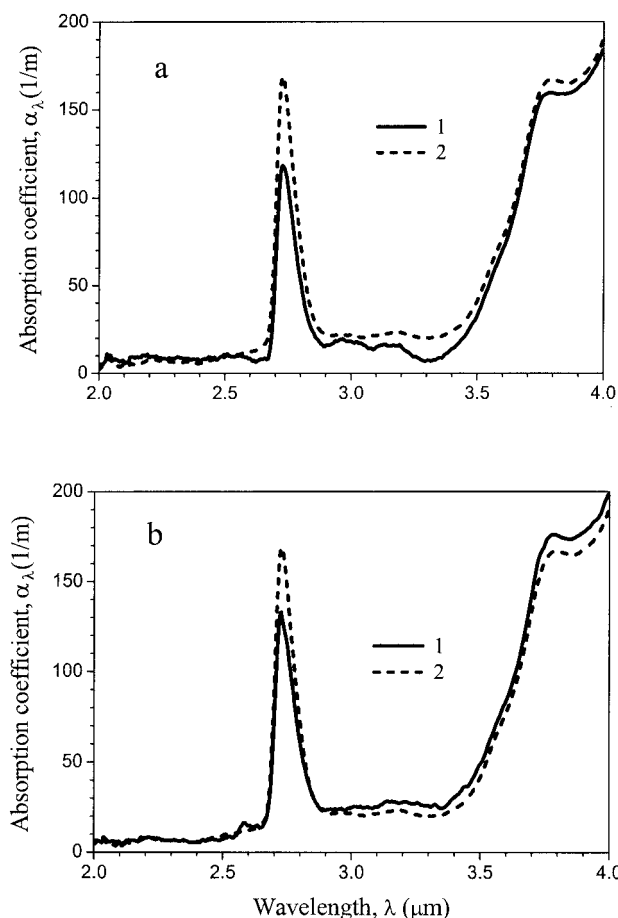 a
200
150
100
50
0
Absorption coefficient, αλ (1/m)
1
2
2.0 2.5 3.0 3.5 4.0
b
200
150
100
50
0
Absorption coefficient, αλ (1/m)
1
2
2.0 2.5 3.0 3.5 4.0
Wavelength, λ (μm)